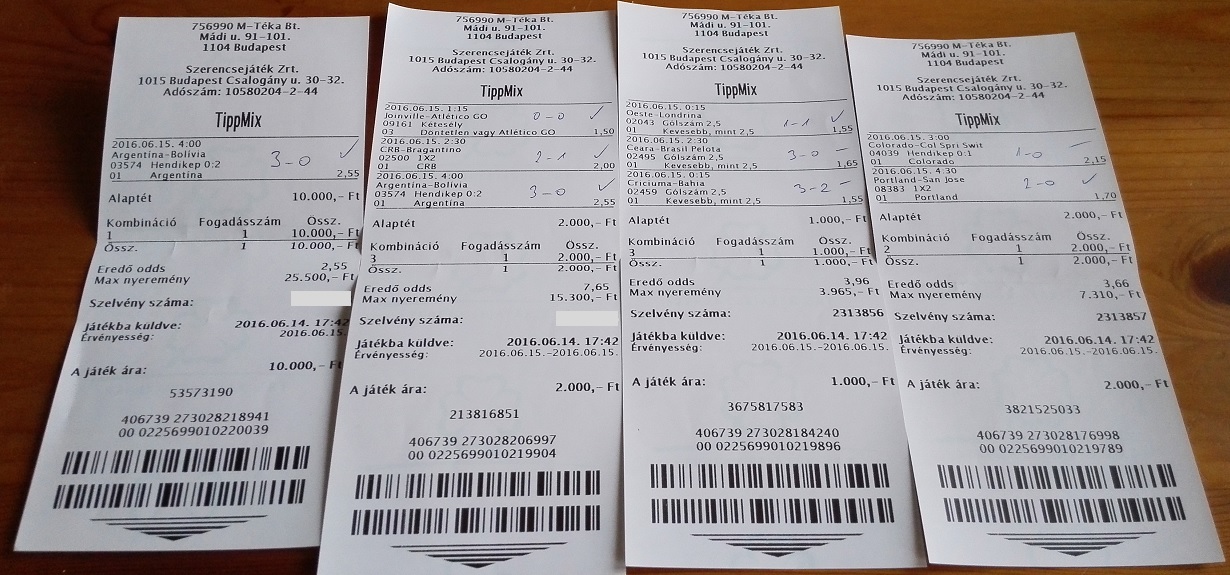 756990 M-Téka Bt.
Mádi u. 91-101.
1104 Budapest
Szerencsejáték Zrt.
1015 Budapest Csalogány u. 30-32.
Adószám: 10580204-2-44
TippMix
2016.06.15. 4:00
Argentina-Bolívia 3-0 ✓
03574 Hendikep 0:2
01 Argentina 2,55
Alaptét 10.000,- Ft
Kombináció Fogadásszám Össz.
1 1 10.000,- Ft
Össz. 1 10.000,- Ft
Eredő odds 2,55
Max nyeremény 25.500,- Ft
Szelvény száma:
Játékba küldve: 2016.06.14. 17:42
Érvényesség: 2016.06.15.
A játék ára: 10.000,- Ft
53573190
406739 273028218941
00 0225699010220039
756990 M-Téka Bt.
Mádi u. 91-101.
1104 Budapest
Szerencsejáték Zrt.
1015 Budapest Csalogány u. 30-32.
Adószám: 10580204-2-44
TippMix
2016.06.15. 1:15
Joinville-Atlético GO 0-0 ✓
09161 Kétesély
03 Döntetlen vagy Atlético GO 1,50
2016.06.15. 2:30
CRB-Bragantino 2-1 ✓
02500 1X2
01 CRB 2,00
2016.06.15. 4:00
Argentina-Bolívia 3-0 ✓
03574 Hendikep 0:2
01 Argentina 2,55
Alaptét 2.000,- Ft
Kombináció Fogadásszám Össz.
3 1 2.000,- Ft
Össz. 1 2.000,- Ft
Eredő odds 7,65
Max nyeremény 15.300,- Ft
Szelvény száma:
Játékba küldve: 2016.06.14. 17:42
Érvényesség: 2016.06.15.-2016.06.15.
A játék ára: 2.000,- Ft
213816851
406739 273028206997
00 0225699010219904
756990 M-Téka Bt.
Mádi u. 91-101.
1104 Budapest
Szerencsejáték Zrt.
1015 Budapest Csalogány u. 30-32.
Adószám: 10580204-2-44
TippMix
2016.06.15. 0:15
Oeste-Londrina 1-1 ✓
02043 Gólszám 2,5
01 Kevesebb, mint 2,5 1,55
2016.06.15. 2:30
Ceara-Brasil Pelota 3-0 -
02495 Gólszám 2,5
01 Kevesebb, mint 2,5 1,65
2016.06.15. 0:15
Criciuma-Bahia 3-2 -
02459 Gólszám 2,5
01 Kevesebb, mint 2,5 1,55
Alaptét 1.000,- Ft
Kombináció Fogadásszám Össz.
3 1 1.000,- Ft
Össz. 1 1.000,- Ft
Eredő odds 3,96
Max nyeremény 3.965,- Ft
Szelvény száma: 2313856
Játékba küldve: 2016.06.14. 17:42
Érvényesség: 2016.06.15.-2016.06.15.
A játék ára: 1.000,- Ft
3675817583
406739 273028184240
00 0225699010219896
756990 M-Téka Bt.
Mádi u. 91-101.
1104 Budapest
Szerencsejáték Zrt.
1015 Budapest Csalogány u. 30-32.
Adószám: 10580204-2-44
TippMix
2016.06.15. 3:00
Colorado-Col Spri Swit 1-0 -
04039 Hendikep 0:1
01 Colorado 2,15
2016.06.15. 4:30
Portland-San Jose 2-0 ✓
08383 1X2
01 Portland 1,70
Alaptét 2.000,- Ft
Kombináció Fogadásszám Össz.
2 1 2.000,- Ft
Össz. 1 2.000,- Ft
Eredő odds 3,66
Max nyeremény 7.310,- Ft
Szelvény száma: 2313857
Játékba küldve: 2016.06.14. 17:42
Érvényesség: 2016.06.15.-2016.06.15.
A játék ára: 2.000,- Ft
3821525033
406739 273028176998
00 0225699010219789